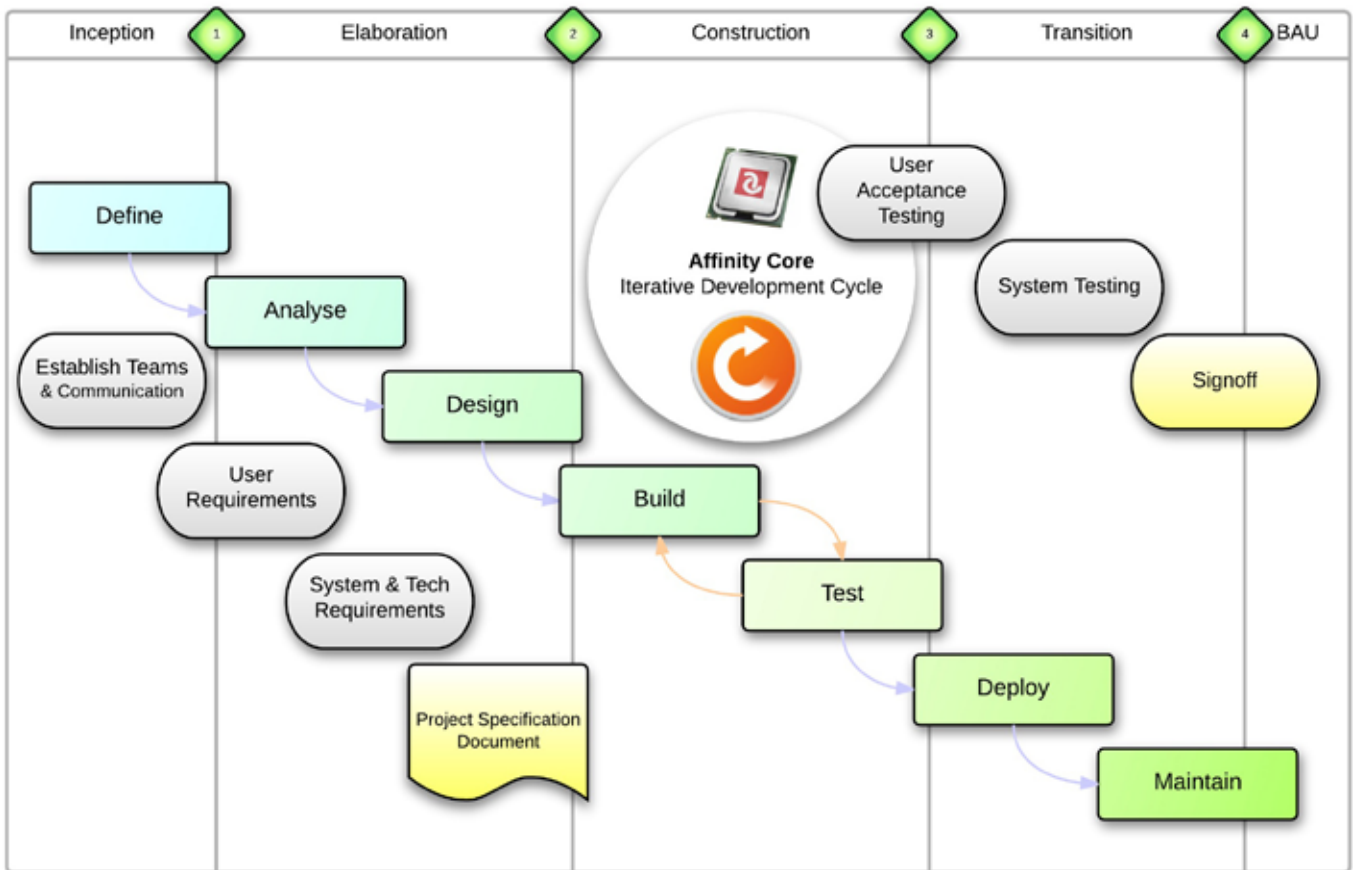 Inception
1
Elaboration
2
Construction
3
Transition
4
BAU
User
Acceptance
Testing
Define
Affinity Core
Iterative Development Cycle
System Testing
Analyse
Establish Teams
& Communication
Signoff
Design
User
Requirements
Build
System & Tech
Requirements
Test
Deploy
Project Specification
Document
Maintain